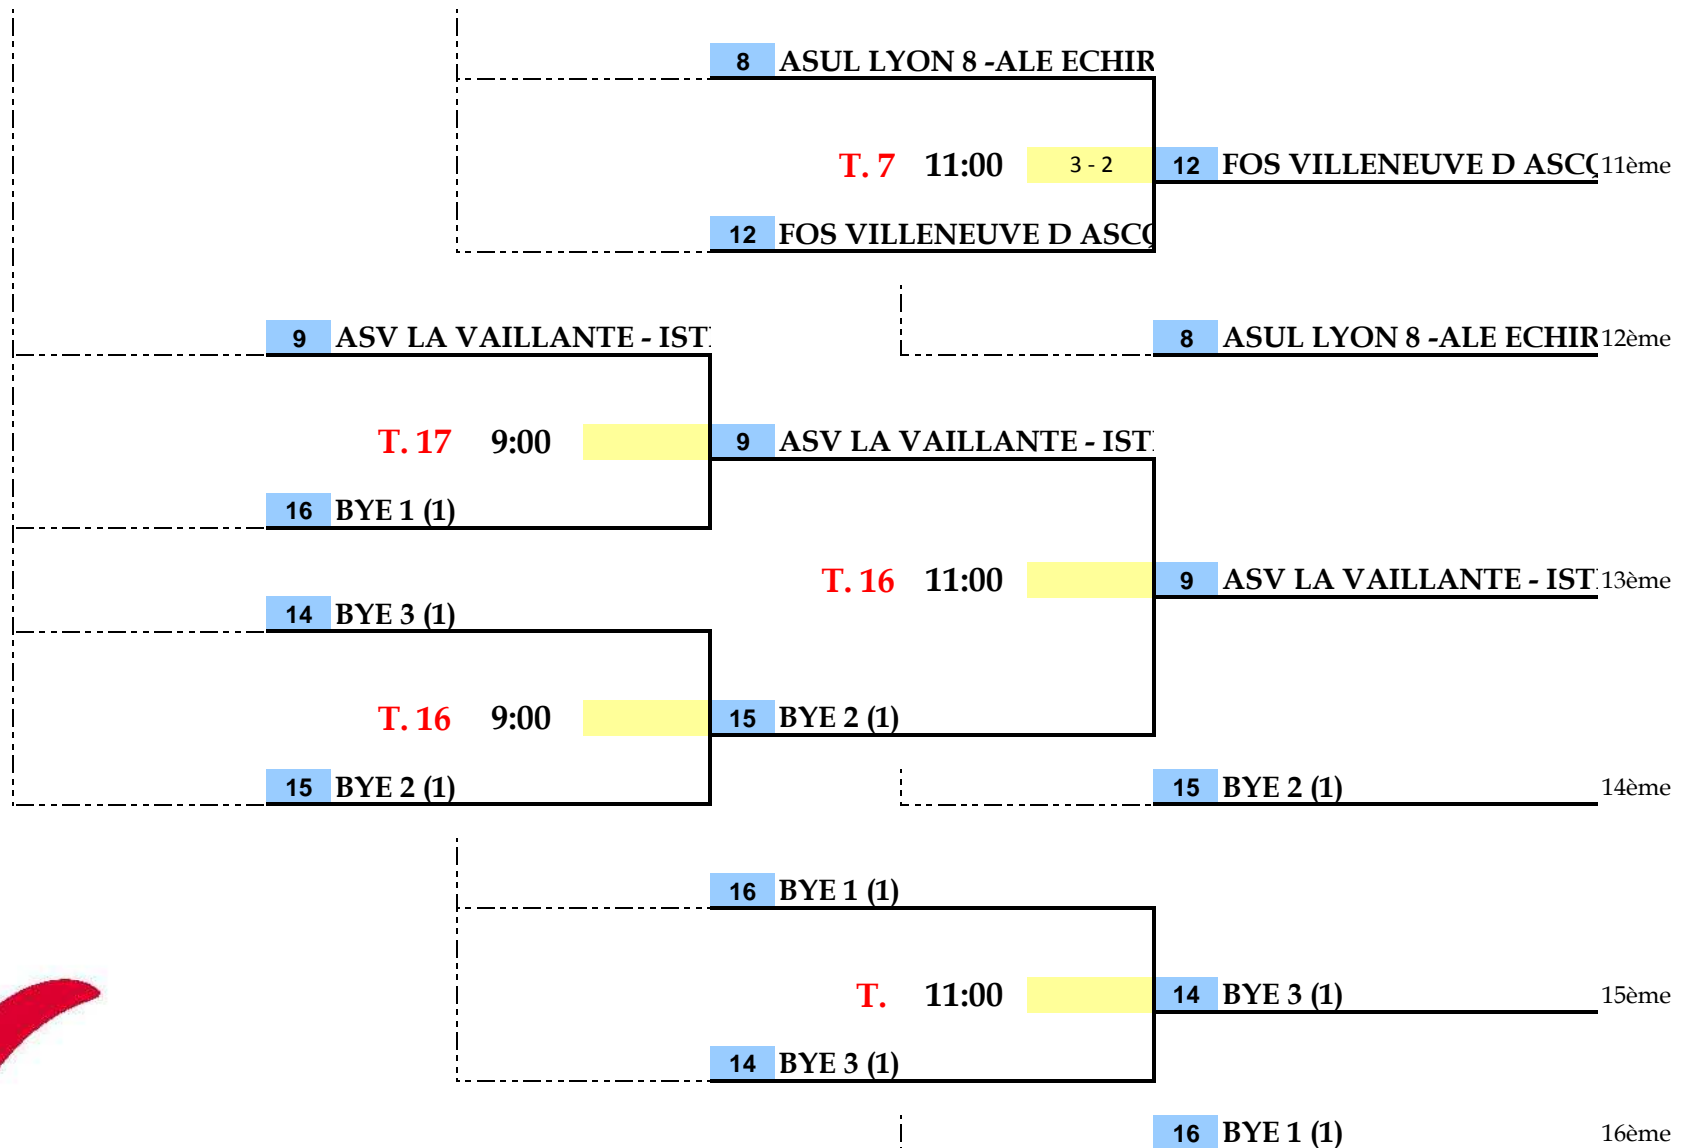 8 ASUL LYON 8 -ALE ECHIR
T. 7 11:00 3 - 2 12 FOS VILLENEUVE D ASCQ 11ème
12 FOS VILLENEUVE D ASCQ
9 ASV LA VAILLANTE - IST 8 ASUL LYON 8 -ALE ECHIR 12ème
T. 17 9:00 9 ASV LA VAILLANTE - IST
16 BYE 1 (1)
T. 16 11:00 9 ASV LA VAILLANTE - IST 13ème
14 BYE 3 (1)
T. 16 9:00 15 BYE 2 (1)
15 BYE 2 (1) 15 BYE 2 (1) 14ème
16 BYE 1 (1)
T. 11:00 14 BYE 3 (1) 15ème
14 BYE 3 (1)
16 BYE 1 (1) 16ème